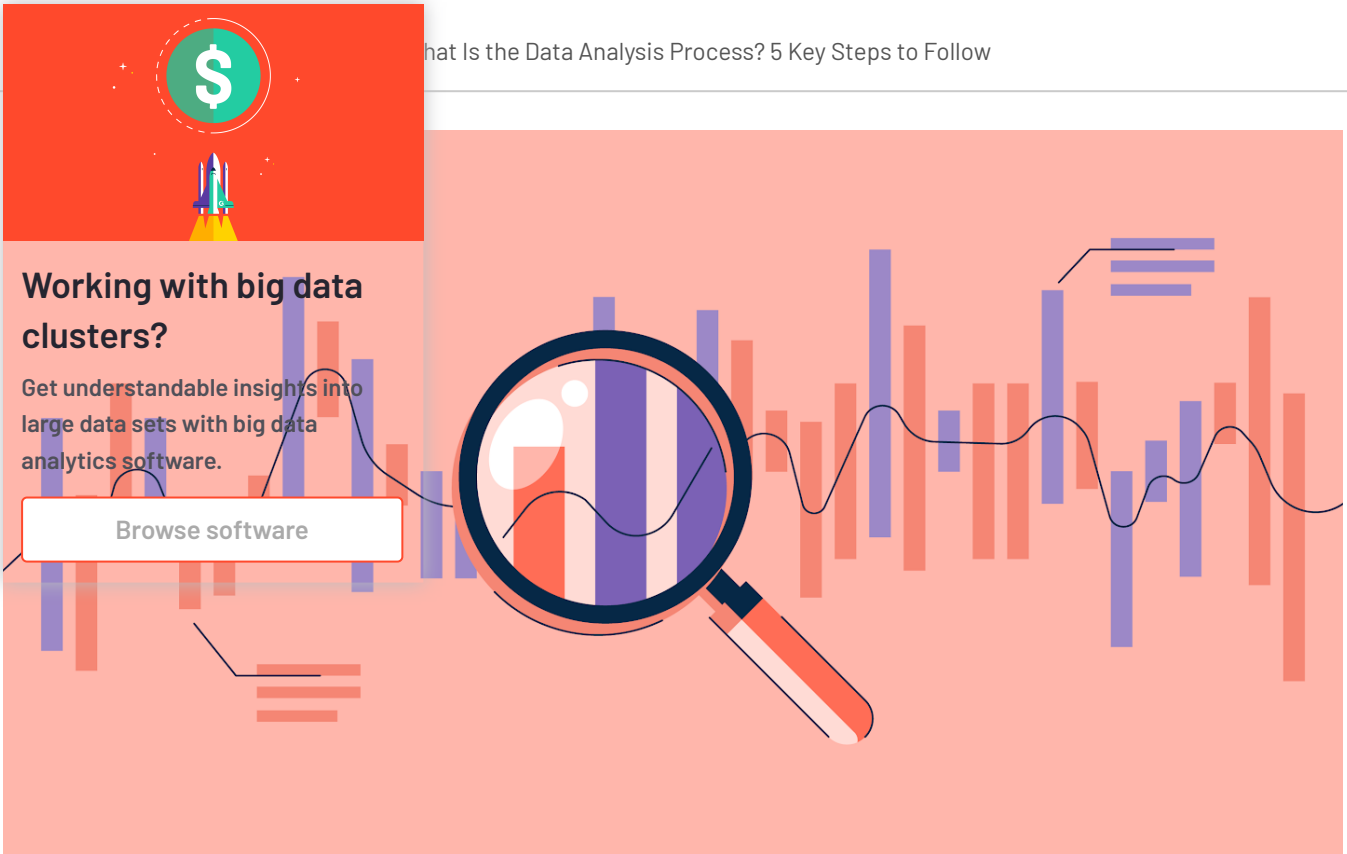 hat Is the Data Analysis Process? 5 Key Steps to Follow
$
G
Working with big data
clusters?
Get understandable insights into
large data sets with big data
analytics software.
Browse software